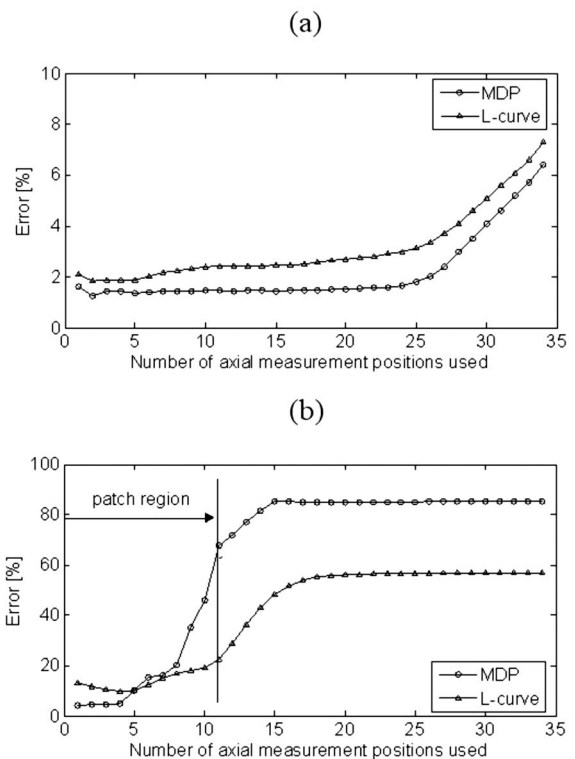 (a)
10
8
6
4
2
0
Error [%]
MDP
L-curve
0 5 10 15 20 25 30 35
Number of axial measurement positions used
(b)
100
80
60
40
20
0
Error [%]
patch region
MDP
L-curve
0 5 10 15 20 25 30 35
Number of axial measurement positions used